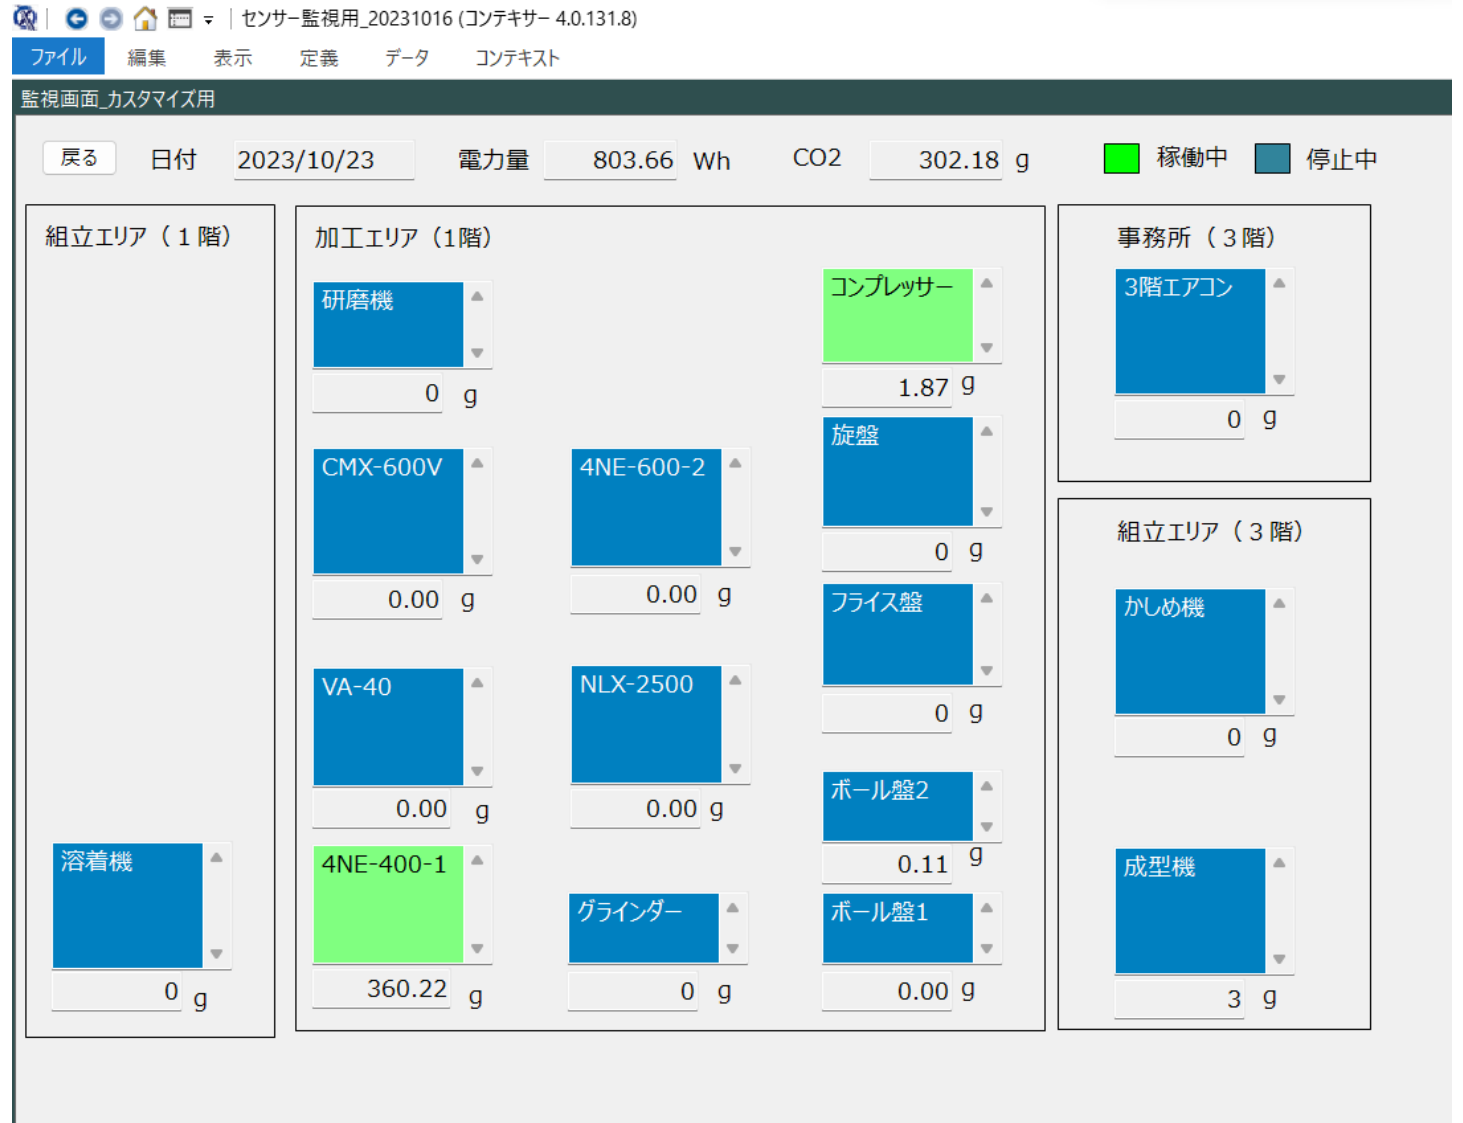 センサー監視用_20231016 (コンテキサー 4.0.131.8)
ファイル 編集 表示 定義 データ コンテキスト
監視画面_カスタマイズ用
戻る 日付 2023/10/23 電力量 803.66 Wh CO2 302.18 g 稼働中 停止中
組立エリア（１階）
溶着機
0 g
加工エリア（1階）
研磨機
0 g
CMX-600V
0.00 g
VA-40
0.00 g
4NE-400-1
360.22 g
4NE-600-2
0.00 g
NLX-2500
0.00 g
グラインダー
0 g
コンプレッサー
1.87 g
旋盤
0 g
フライス盤
0 g
ボール盤2
0.11 g
ボール盤1
0.00 g
事務所（３階）
3階エアコン
0 g
組立エリア（３階）
かしめ機
0 g
成型機
3 g